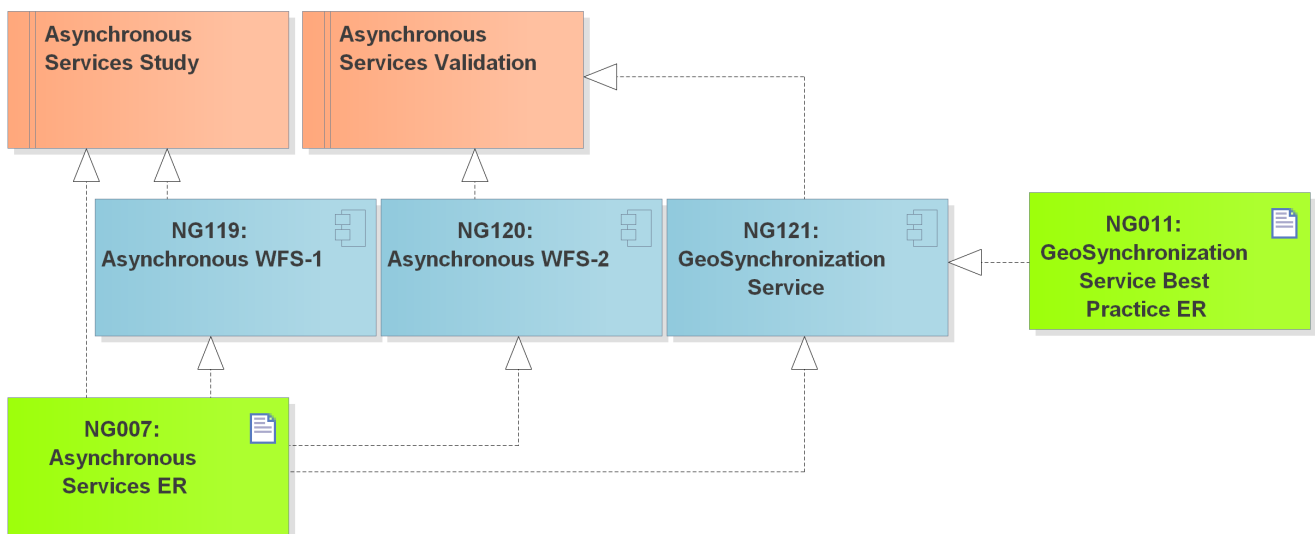 Asynchronous
Services Study
Asynchronous
Services Validation
NG119:
Asynchronous WFS-1
NG120:
Asynchronous WFS-2
NG121:
GeoSynchronization
Service
NG011:
GeoSynchronization
Service Best
Practice ER
NG007:
Asynchronous
Services ER